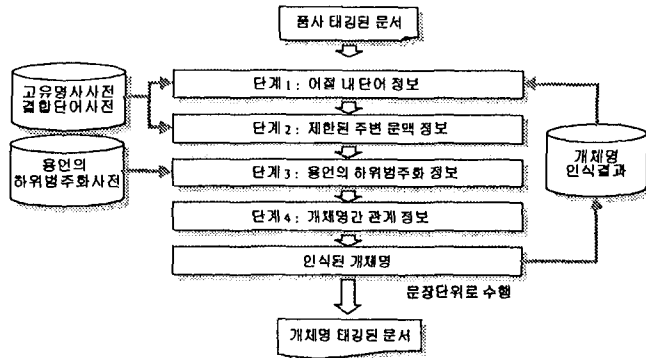 품사 태깅된 문서
고유명사사전
결합단어사전
단계 1 : 어절 내 단어 정보
단계 2 : 제한된 주변 문맥 정보
용언의
하위범주화사전
단계 3 : 용언의 하위범주화 정보
개체명
인식결과
단계 4 : 개체명간 관계 정보
인식된 개체명
문장단위로 수행
개체명 태깅된 문서